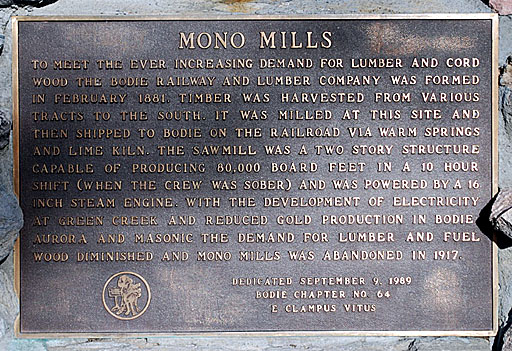 MONO MILLS
TO MEET THE EVER INCREASING DEMAND FOR LUMBER AND CORD
WOOD THE BODIE RAILWAY AND LUMBER COMPANY WAS FORMED
IN FEBRUARY 1881. TIMBER WAS HARVESTED FROM VARIOUS
TRACTS TO THE SOUTH. IT WAS MILLED AT THIS SITE AND
THEN SHIPPED TO BODIE ON THE RAILROAD VIA WARM SPRINGS
AND LIME KILN. THE SAWMILL WAS A TWO STORY STRUCTURE
CAPABLE OF PRODUCING 80,000 BOARD FEET IN A 10 HOUR
SHIFT (WHEN THE CREW WAS SOBER) AND WAS POWERED BY A 16
INCH STEAM ENGINE. WITH THE DEVELOPMENT OF ELECTRICITY
AT GREEN CREEK AND REDUCED GOLD PRODUCTION IN BODIE,
AURORA AND MASONIC THE DEMAND FOR LUMBER AND FUEL
WOOD DIMINISHED AND MONO MILLS WAS ABANDONED IN 1917.
DEDICATED SEPTEMBER 9, 1989
BODIE CHAPTER NO. 64
E CLAMPUS VITUS